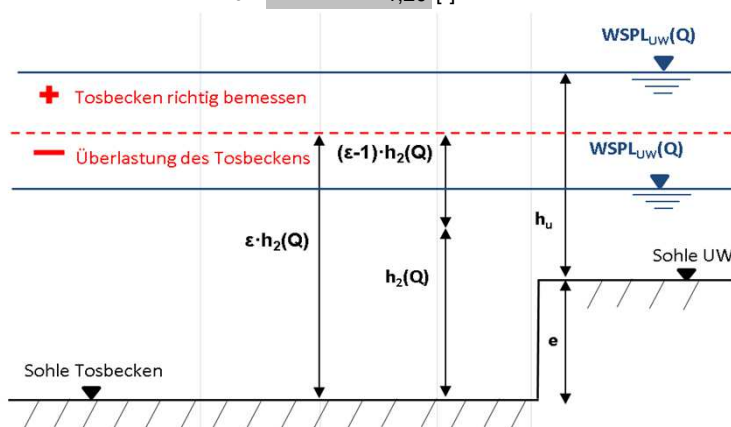 WSPL_UW(Q)
+ Tosbecken richtig bemessen
− Überlastung des Tosbeckens
(ε-1)·h₂(Q)
WSPL_UW(Q)
h_u
ε·h₂(Q)
h₂(Q)
Sohle UW
e
Sohle Tosbecken